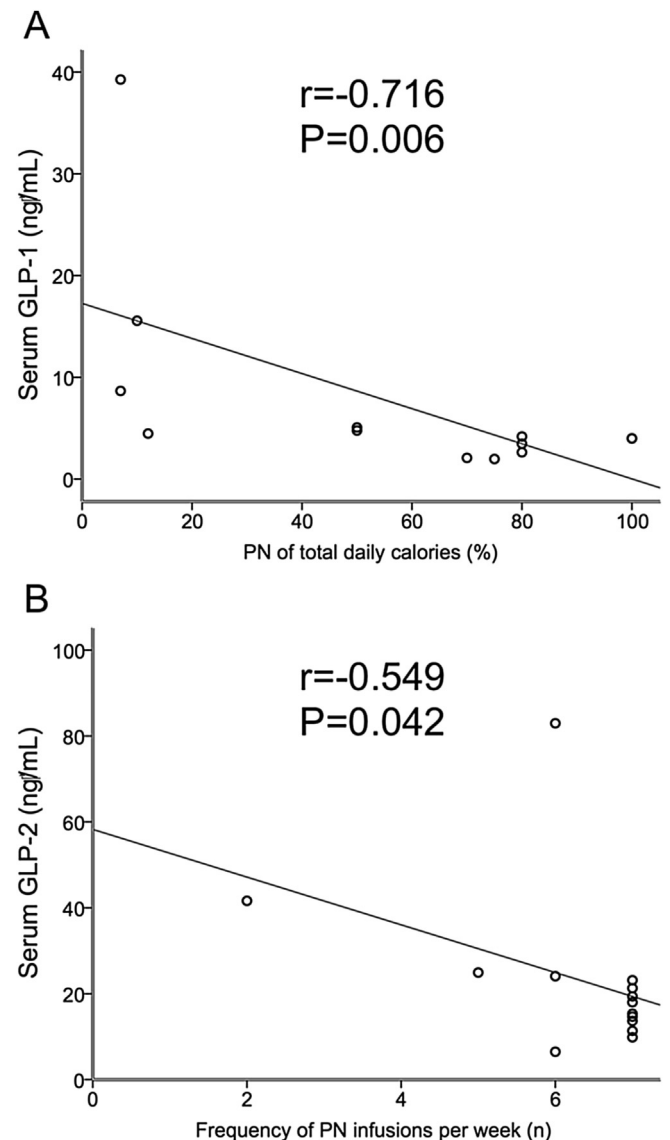 A
r=-0.716
P=0.006
40
30
20
10
0
Serum GLP-1 (ng/mL)
0 20 40 60 80 100
PN of total daily calories (%)
B
r=-0.549
P=0.042
100
80
60
40
20
0
Serum GLP-2 (ng/mL)
0 2 4 6
Frequency of PN infusions per week (n)